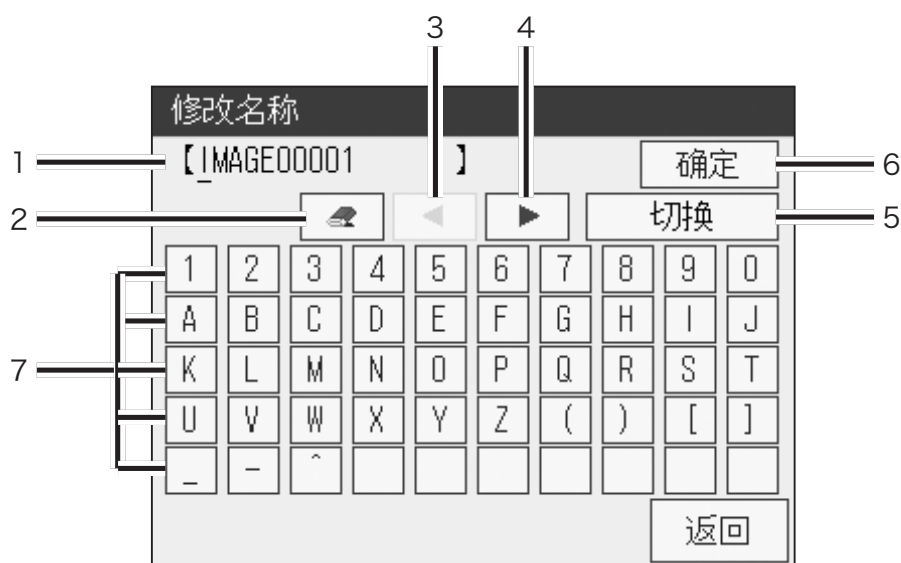 3 4
修改名称
1 【IMAGE00001 】 确定 6
2 ◀ ▶ 切换 5
1 2 3 4 5 6 7 8 9 0
A B C D E F G H I J
7 K L M N O P Q R S T
U V W X Y Z ( ) [ ]
_ - ^
返回